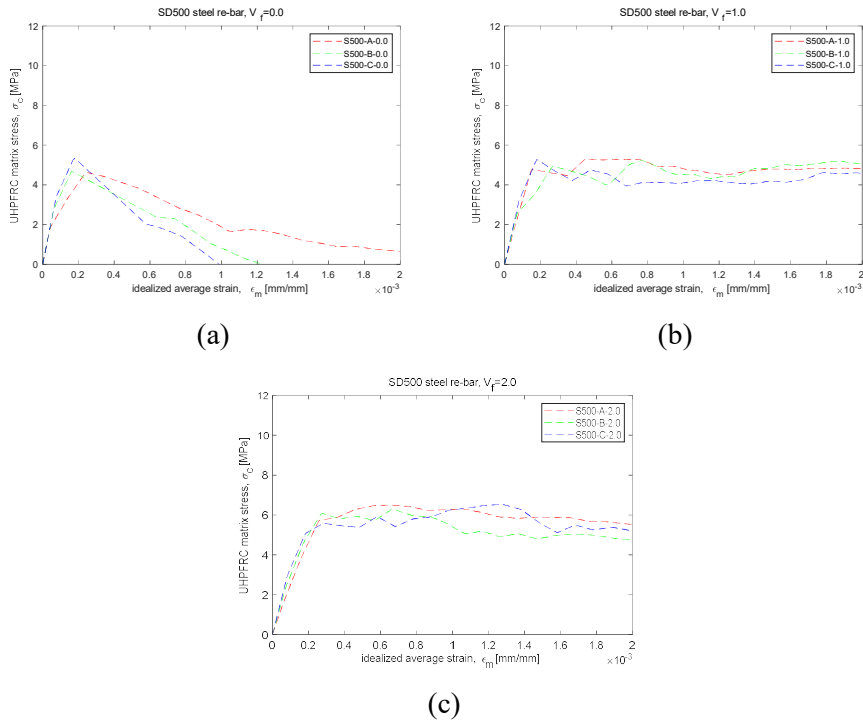 SD500 steel re-bar, V_f=0.0
S500-A-0.0
S500-B-0.0
S500-C-0.0
UHPFRC matrix stress, σ_C [MPa]
12
10
8
6
4
2
0
0 0.2 0.4 0.6 0.8 1 1.2 1.4 1.6 1.8 2
×10⁻³
idealized average strain, ϵ_m [mm/mm]
(a)
SD500 steel re-bar, V_f=1.0
S500-A-1.0
S500-B-1.0
S500-C-1.0
UHPFRC matrix stress, σ_C [MPa]
12
10
8
6
4
2
0
0 0.2 0.4 0.6 0.8 1 1.2 1.4 1.6 1.8 2
×10⁻³
idealized average strain, ϵ_m [mm/mm]
(b)
SD500 steel re-bar, V_f=2.0
S500-A-2.0
S500-B-2.0
S500-C-2.0
UHPFRC matrix stress, σ_C [MPa]
12
10
8
6
4
2
0
0 0.2 0.4 0.6 0.8 1 1.2 1.4 1.6 1.8 2
×10⁻³
idealized average strain, ϵ_m [mm/mm]
(c)